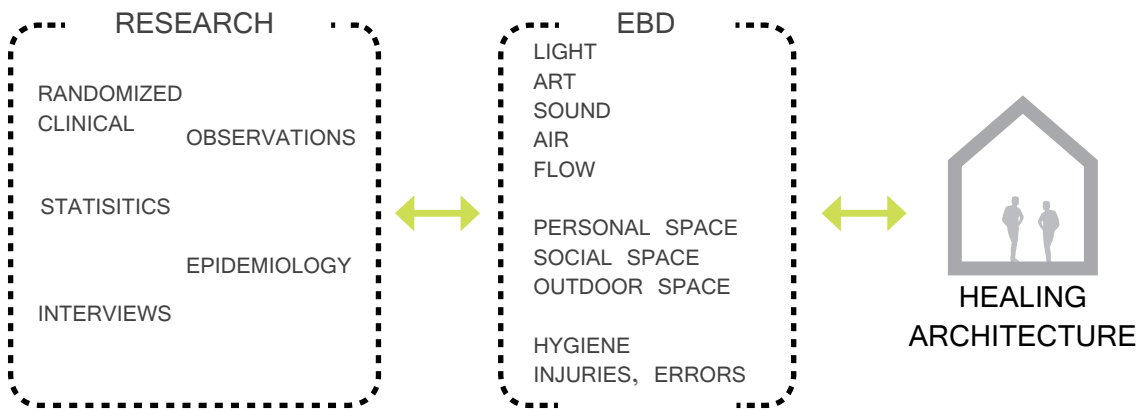 RESEARCH
RANDOMIZED
CLINICAL
OBSERVATIONS
STATISITICS
EPIDEMIOLOGY
INTERVIEWS
EBD
LIGHT
ART
SOUND
AIR
FLOW
PERSONAL SPACE
SOCIAL SPACE
OUTDOOR SPACE
HYGIENE
INJURIES, ERRORS
HEALING
ARCHITECTURE